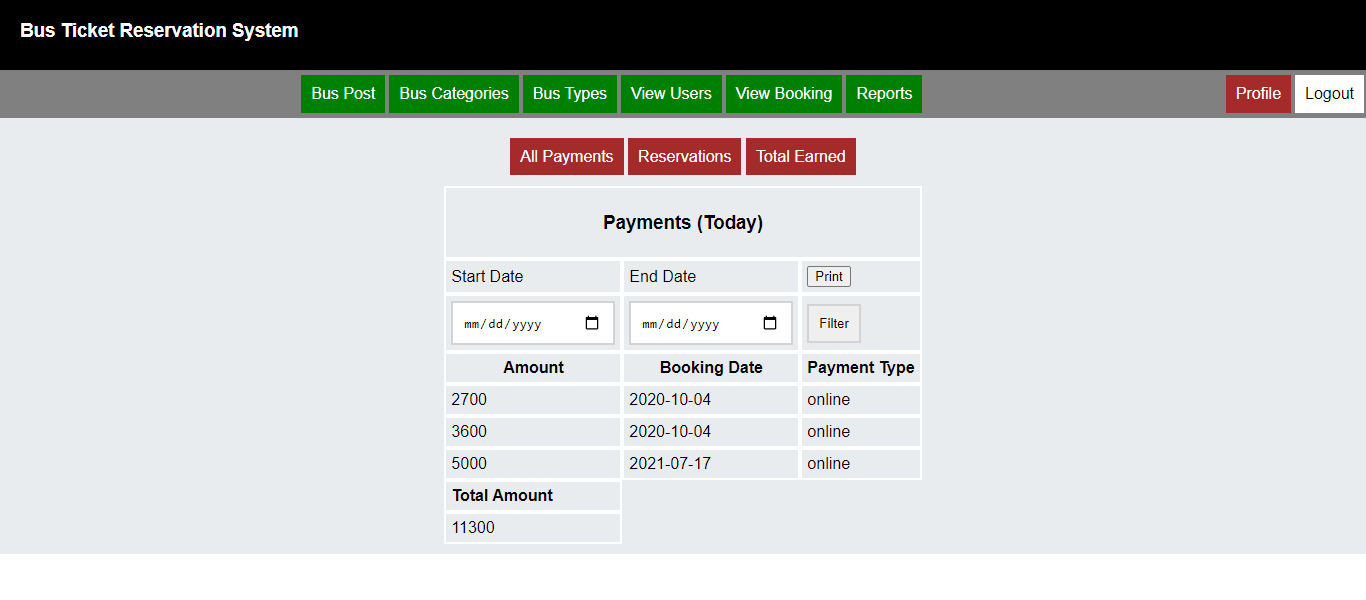 Bus Ticket Reservation System
Bus Post Bus Categories Bus Types View Users View Booking Reports Profile Logout
All Payments Reservations Total Earned
Payments (Today)
Start Date End Date Print
mm/dd/yyyy mm/dd/yyyy Filter
Amount Booking Date Payment Type
2700 2020-10-04 online
3600 2020-10-04 online
5000 2021-07-17 online
Total Amount
11300